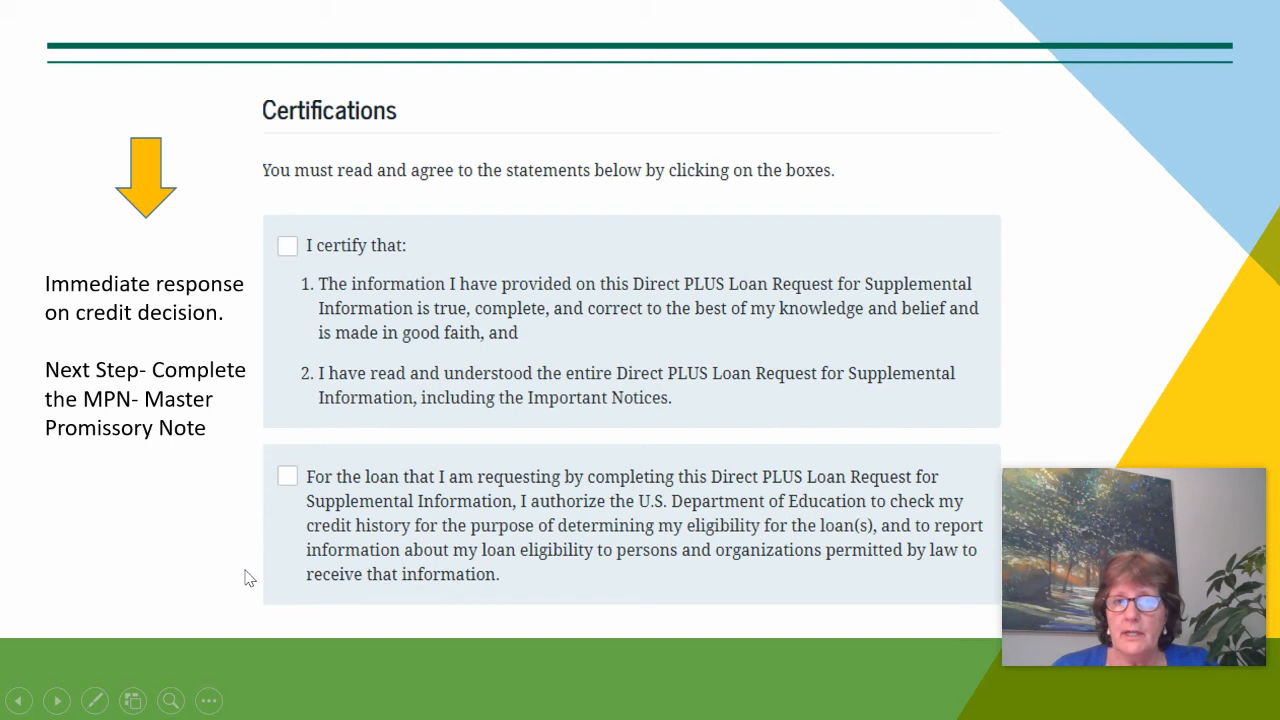 Certifications
You must read and agree to the statements below by clicking on the boxes.
Immediate response
on credit decision.
Next Step- Complete
the MPN- Master
Promissory Note
I certify that:
1. The information I have provided on this Direct PLUS Loan Request for Supplemental
Information is true, complete, and correct to the best of my knowledge and belief and
is made in good faith, and
2. I have read and understood the entire Direct PLUS Loan Request for Supplemental
Information, including the Important Notices.
For the loan that I am requesting by completing this Direct PLUS Loan Request for
Supplemental Information, I authorize the U.S. Department of Education to check my
credit history for the purpose of determining my eligibility for the loan(s), and to report
information about my loan eligibility to persons and organizations permitted by law to
receive that information.